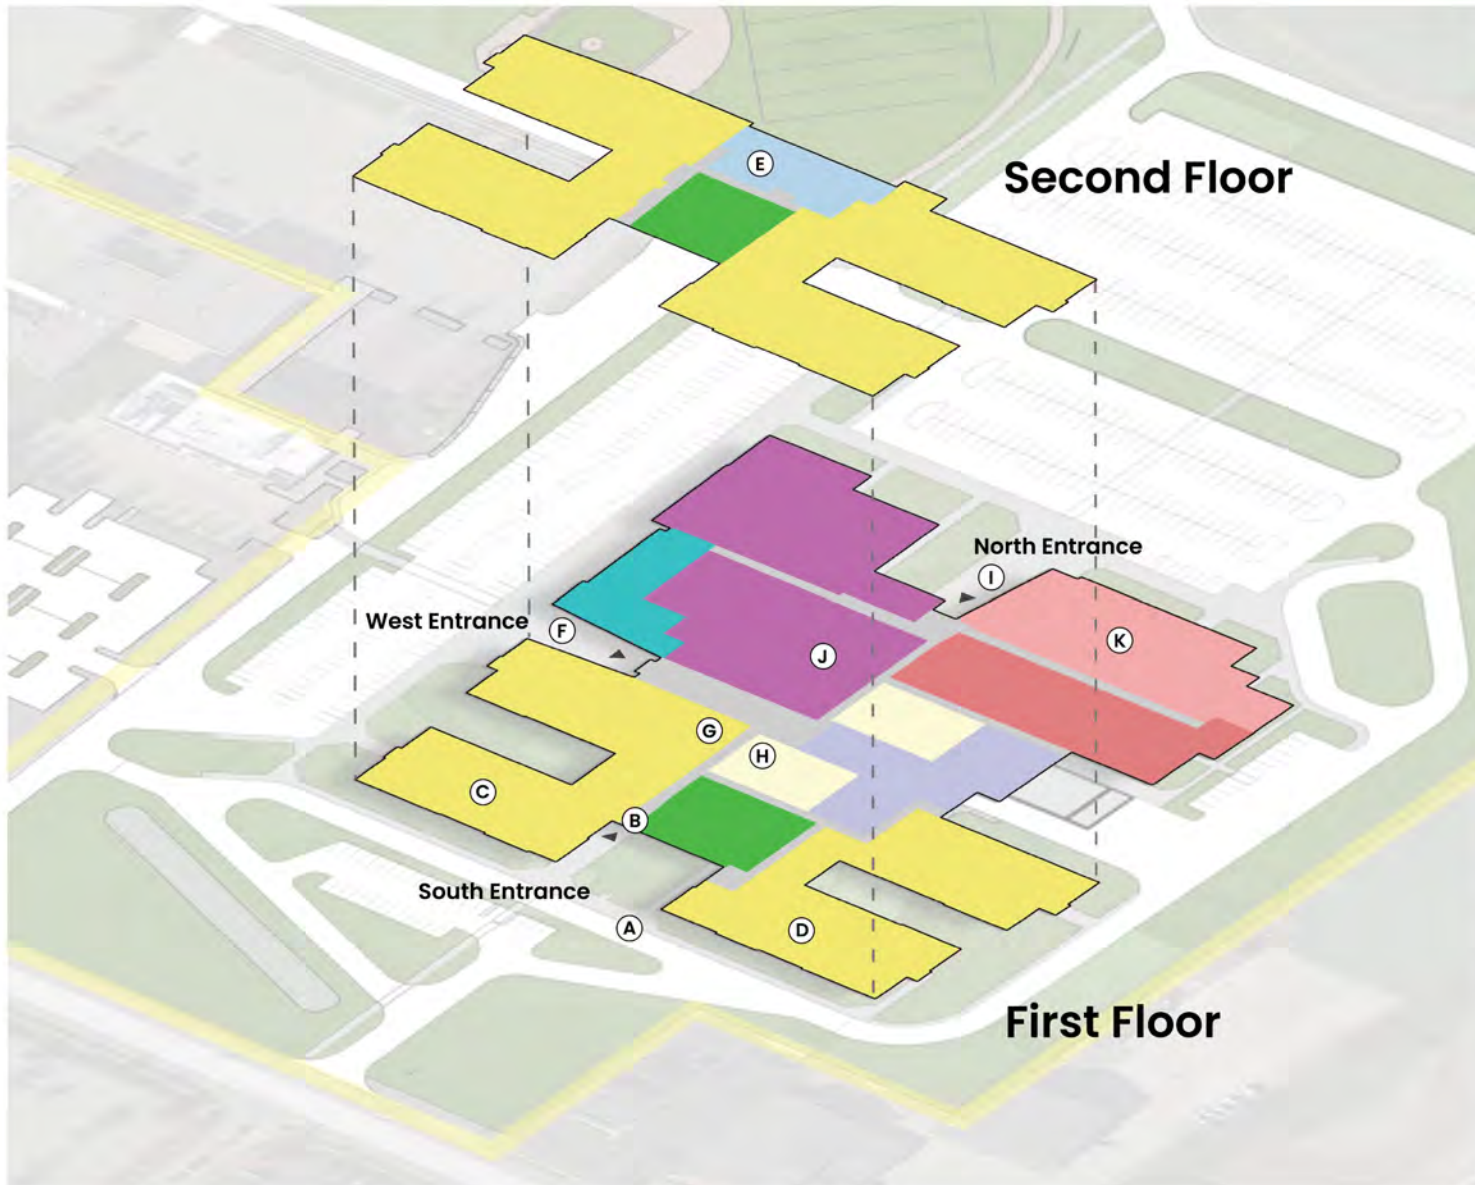 E
Second Floor
North Entrance
I
West Entrance
F
K
J
G
H
C
B
South Entrance
A
D
First Floor